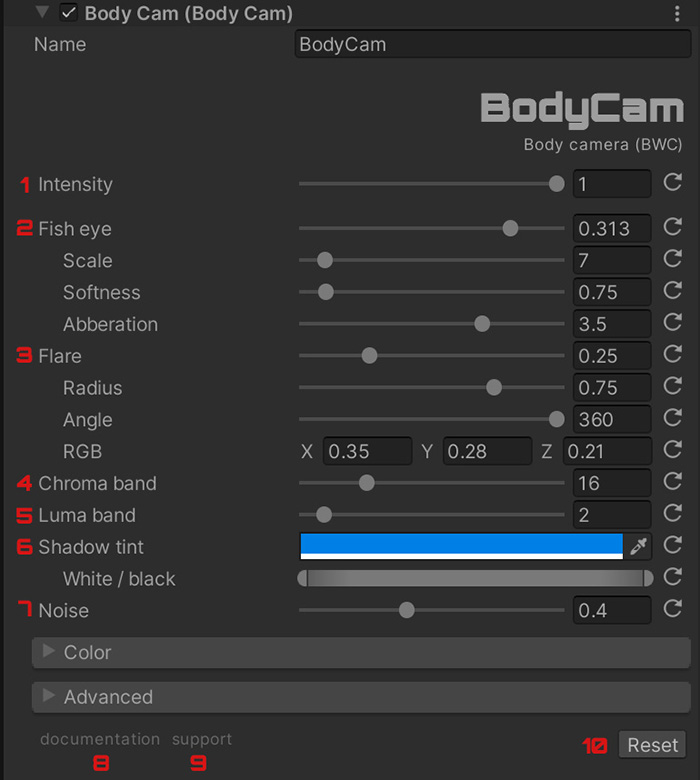 Body Cam (Body Cam)
Name BodyCam
BodyCam
Body camera (BWC)
1 Intensity 1
2 Fish eye 0.313
Scale 7
Softness 0.75
Abberation 3.5
3 Flare 0.25
Radius 0.75
Angle 360
RGB X 0.35 Y 0.28 Z 0.21
4 Chroma band 16
5 Luma band 2
6 Shadow tint
White / black
7 Noise 0.4
Color
Advanced
documentation support
8 9 10 Reset